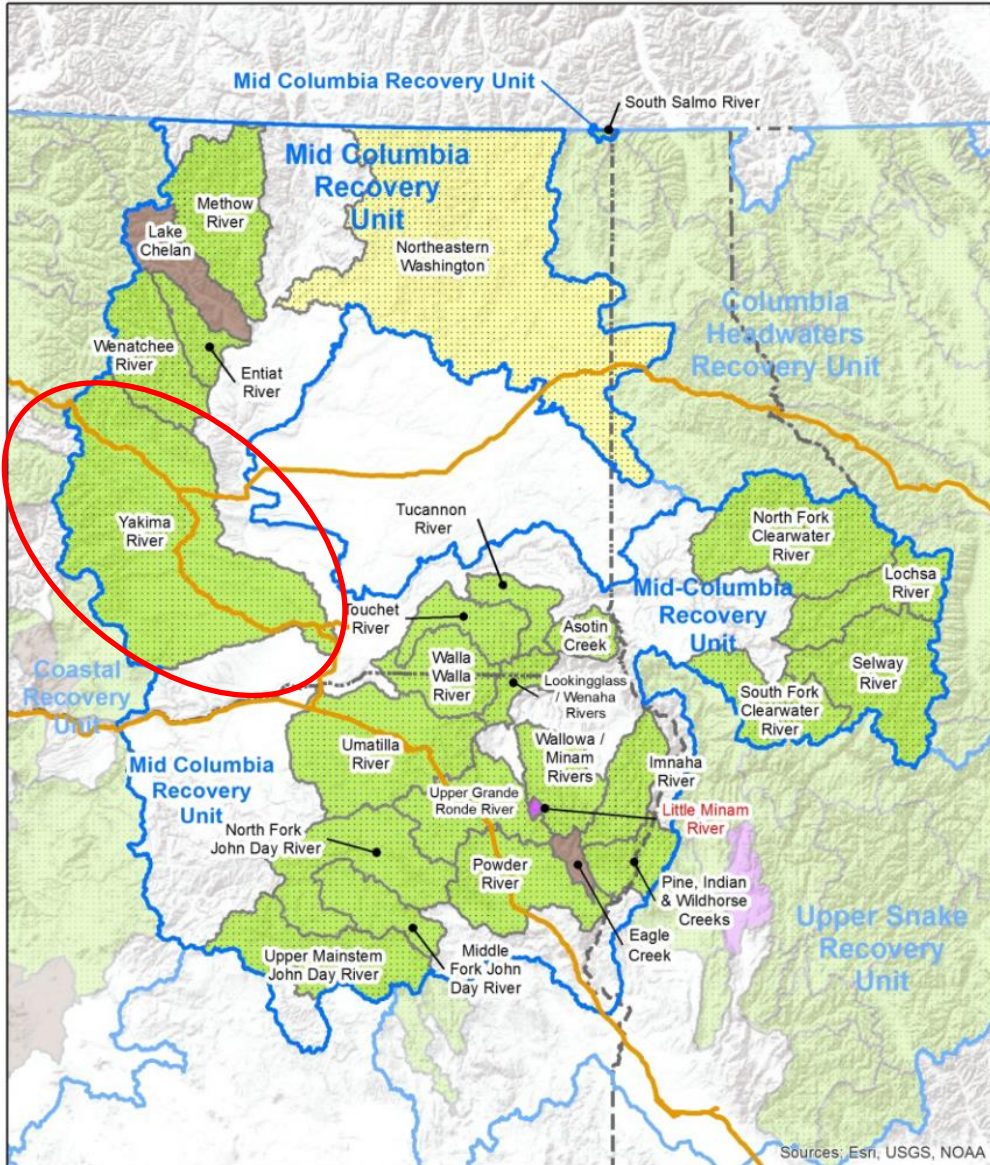 Mid Columbia Recovery Unit
South Salmo River
Mid Columbia
Recovery
Unit
Methow
River
Lake
Chelan
Northeastern
Washington
Columbia
Headwaters
Recovery Unit
Wenatchee
River
Entiat
River
Yakima
River
Tucannon
River
North Fork
Clearwater
River
Lochsa
River
Mid-Columbia
Recovery
Unit
Touchet
River
Asotin
Creek
Walla
Walla
River
Lookingglass
/ Wenaha
Rivers
Selway
River
South Fork
Clearwater
River
Coastal
Recovery
Unit
Umatilla
River
Wallowa /
Minam
Rivers
Imnaha
River
Mid Columbia
Recovery
Unit
Upper Grande
Ronde River
Little Minam
River
North Fork
John Day River
Powder
River
Pine, Indian
& Wildhorse
Creeks
Eagle
Creek
Upper Snake
Recovery
Unit
Upper Mainstem
John Day River
Middle
Fork John
Day River
Sources: Esri, USGS, NOAA